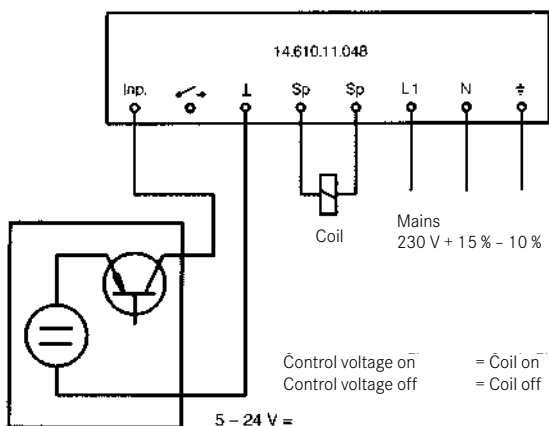 14.610.11.048
Inp. ⊥ Sp Sp L1 N ⏚
Coil
Mains
230 V + 15 % – 10 %
Control voltage on = Coil on
Control voltage off = Coil off
5 – 24 V =